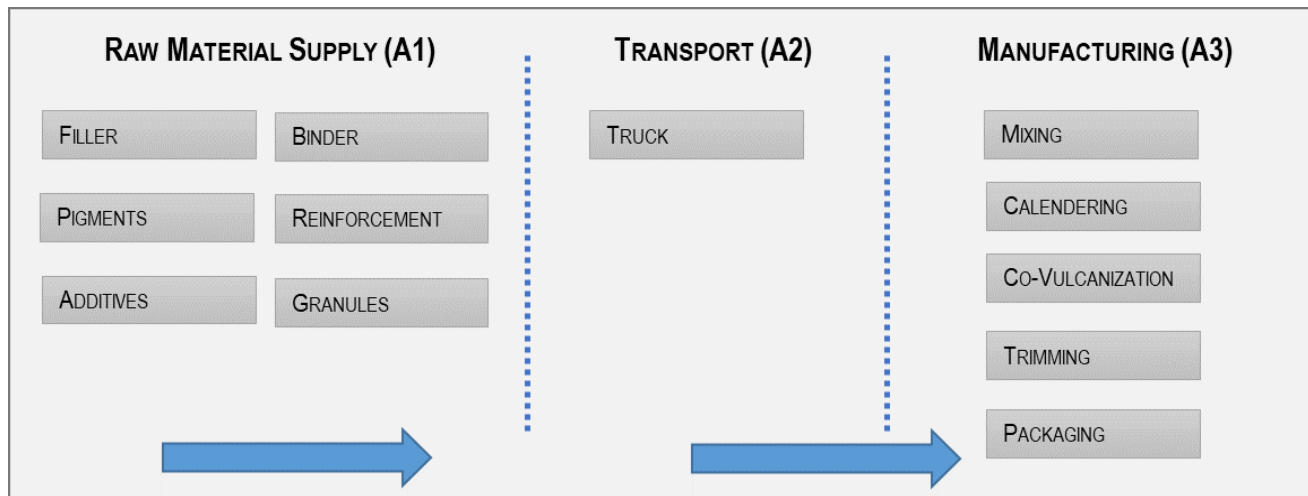 RAW MATERIAL SUPPLY (A1)
TRANSPORT (A2)
MANUFACTURING (A3)
FILLER
BINDER
PIGMENTS
REINFORCEMENT
ADDITIVES
GRANULES
TRUCK
MIXING
CALENDERING
CO-VULCANIZATION
TRIMMING
PACKAGING